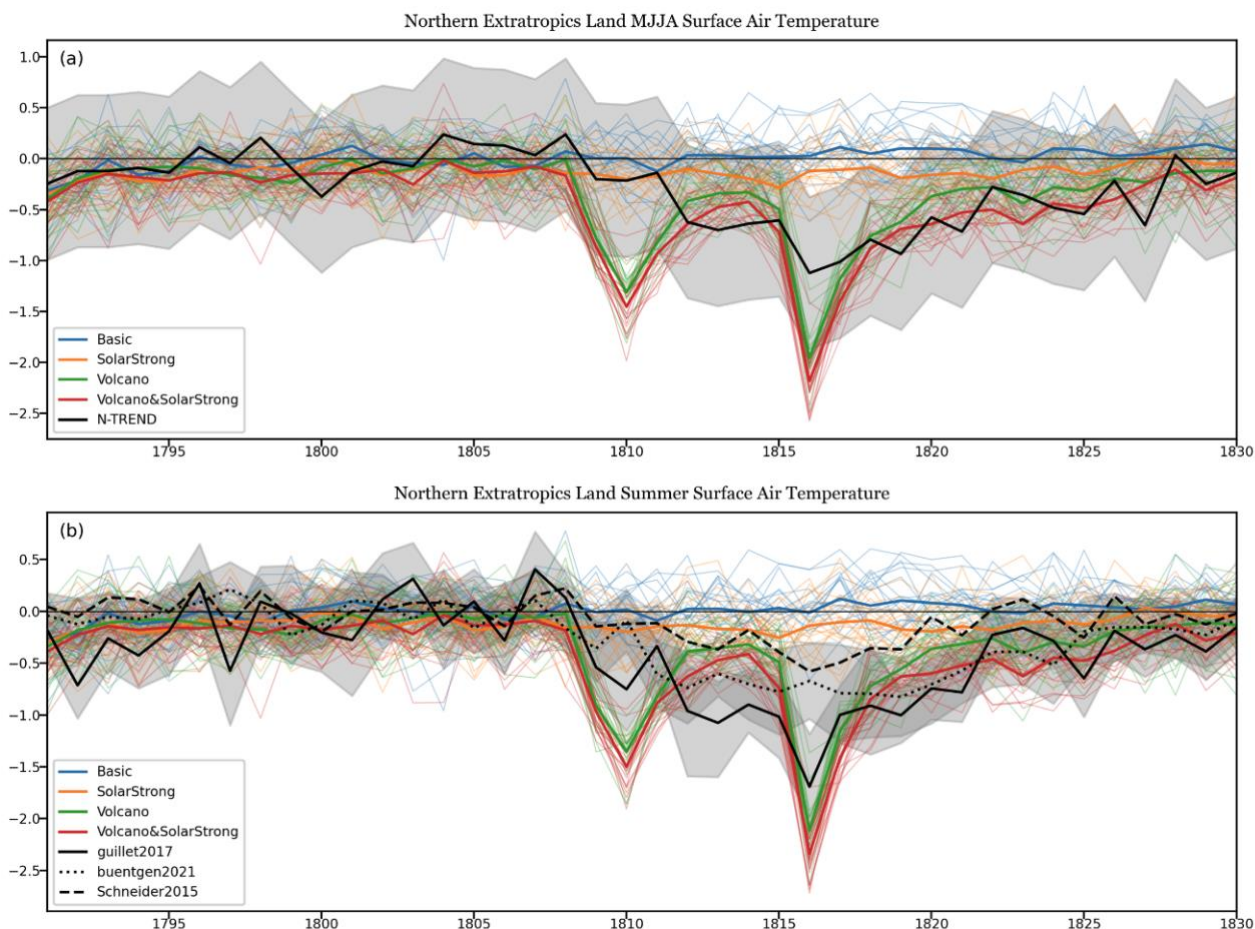 Northern Extratropics Land MJJA Surface Air Temperature
(a)
1.0
0.5
0.0
−0.5
−1.0
−1.5
−2.0
−2.5
Basic
SolarStrong
Volcano
Volcano&SolarStrong
N-TREND
1795 1800 1805 1810 1815 1820 1825 1830
Northern Extratropics Land Summer Surface Air Temperature
(b)
0.5
0.0
−0.5
−1.0
−1.5
−2.0
−2.5
Basic
SolarStrong
Volcano
Volcano&SolarStrong
guillet2017
buentgen2021
Schneider2015
1795 1800 1805 1810 1815 1820 1825 1830